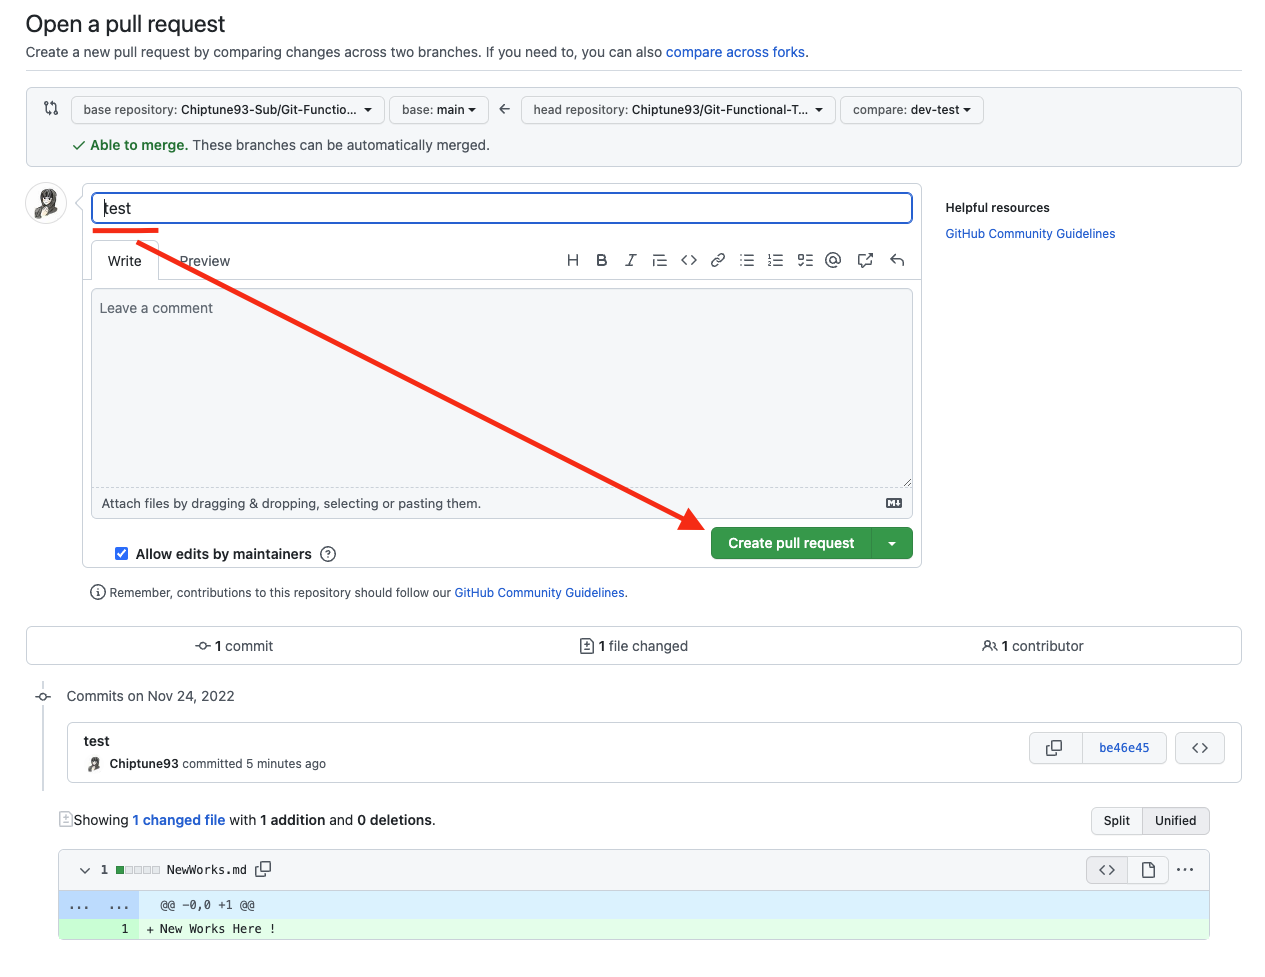 Open a pull request
Create a new pull request by comparing changes across two branches. If you need to, you can also compare across forks.
base repository: Chiptune93-Sub/Git-Functio... base: main head repository: Chiptune93/Git-Functional-T... compare: dev-test
Able to merge. These branches can be automatically merged.
test
Helpful resources
GitHub Community Guidelines
Write Preview
Leave a comment
Attach files by dragging & dropping, selecting or pasting them.
Create pull request
Allow edits by maintainers
Remember, contributions to this repository should follow our GitHub Community Guidelines.
1 commit 1 file changed 1 contributor
Commits on Nov 24, 2022
test
Chiptune93 committed 5 minutes ago
be46e45
Showing 1 changed file with 1 addition and 0 deletions.
Split Unified
1 NewWorks.md
... ... @@ -0,0 +1 @@
1 + New Works Here !